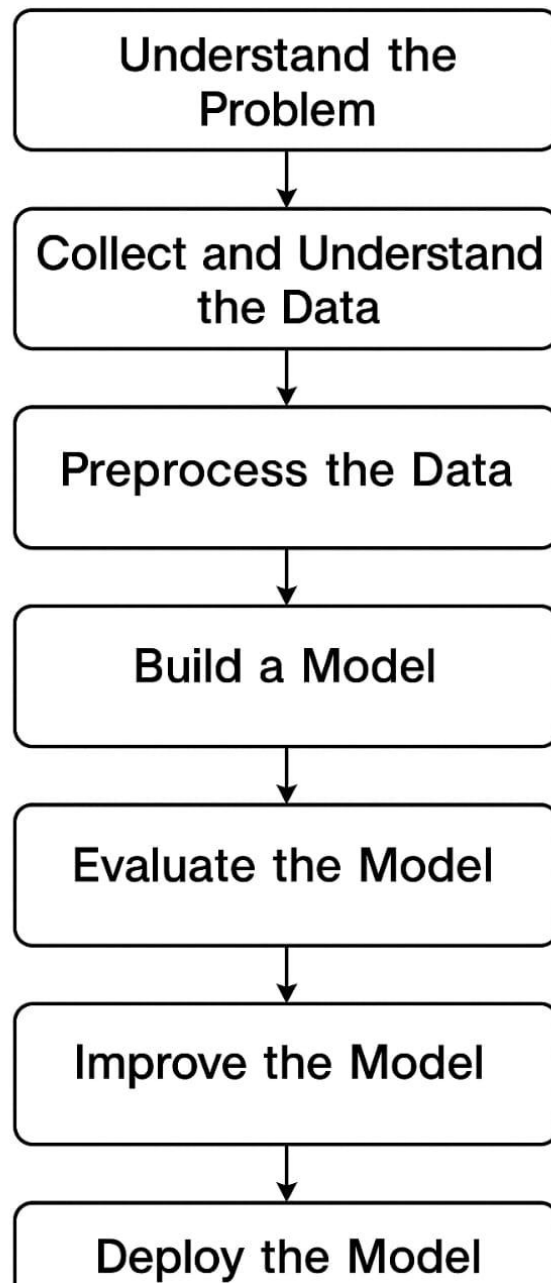 Understand the
Problem
Collect and Understand
the Data
Preprocess the Data
Build a Model
Evaluate the Model
Improve the Model
Deploy the Model